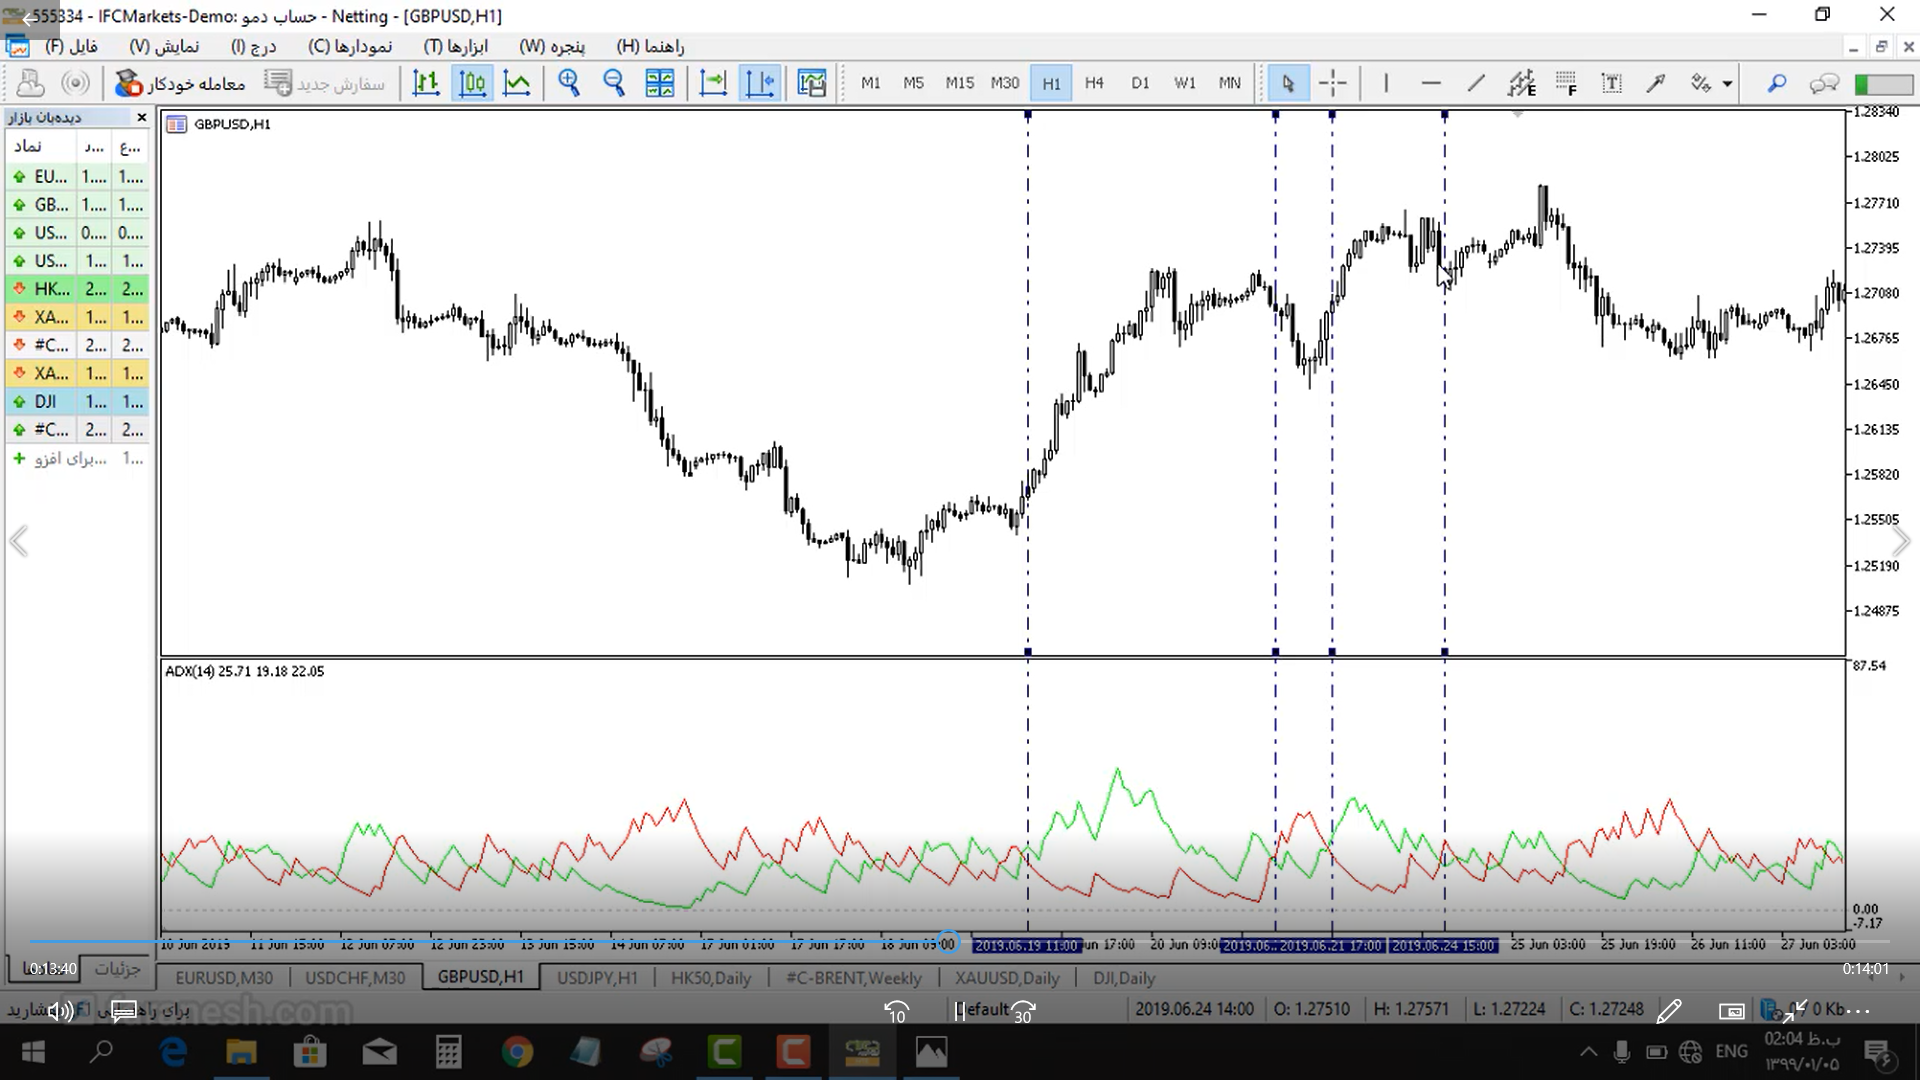 555334 - IFCMarkets-Demo: حساب دمو - Netting - [GBPUSD,H1]
فایل (F) نمایش (V) درج (I) نمودارها (C) ابزارها (T) پنجره (W) راهنما (H)
معامله خودکار سفارش جدید M1 M5 M15 M30 H1 H4 D1 W1 MN
دیده‌بان بازار
نماد د... ع...
EU... 1.... 1....
GB... 1.... 1....
US... 0.... 0....
US... 1... 1...
HK... 2... 2...
XA... 1... 1...
#C... 2... 2...
XA... 1... 1...
DJI 1... 1...
#C... 2... 2...
برای افزو... 1...
جزئیات
GBPUSD,H1
1.28340
1.28025
1.27710
1.27395
1.27080
1.26765
1.26450
1.26135
1.25820
1.25505
1.25190
1.24875
ADX(14) 25.71 19.18 22.05
87.54
0.00
-7.17
10 Jun 2019 11 Jun 15:00 12 Jun 07:00 12 Jun 23:00 13 Jun 15:00 14 Jun 07:00 17 Jun 01:00 17 Jun 17:00 18 Jun 09:00 2019.06.19 11:00 un 17:00 20 Jun 09:0 2019.06. 2019.06.21 17:00 2019.06.24 15:00 25 Jun 03:00 25 Jun 19:00 26 Jun 11:00 27 Jun 03:00
0:13:40 0:14:01
EURUSD,M30 USDCHF,M30 GBPUSD,H1 USDJPY,H1 HK50,Daily #C-BRENT,Weekly XAUUSD,Daily DJI,Daily
faranesh.com
10 Default 30 2019.06.24 14:00 O: 1.27510 H: 1.27571 L: 1.27224 C: 1.27248 0 Kb
ENG 02:04 ب.ظ
۱۳۹۹/۰۱/۰۵